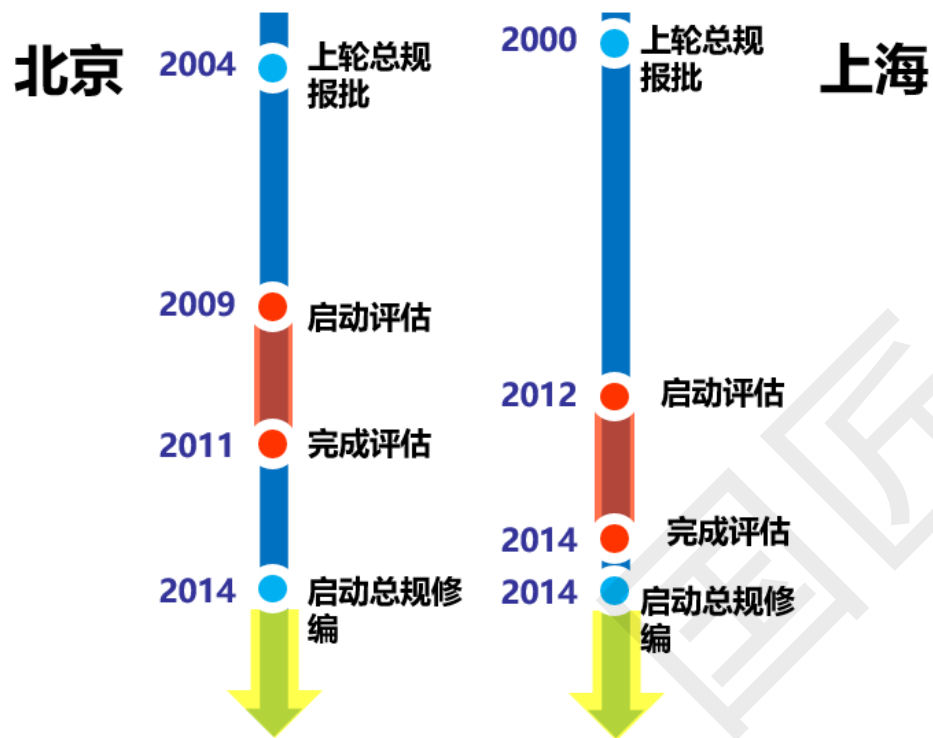 北京
2004
上轮总规
报批
2009
启动评估
2011
完成评估
2014
启动总规修
编
上海
2000
上轮总规
报批
2012
启动评估
2014
完成评估
2014
启动总规修
编
国匠